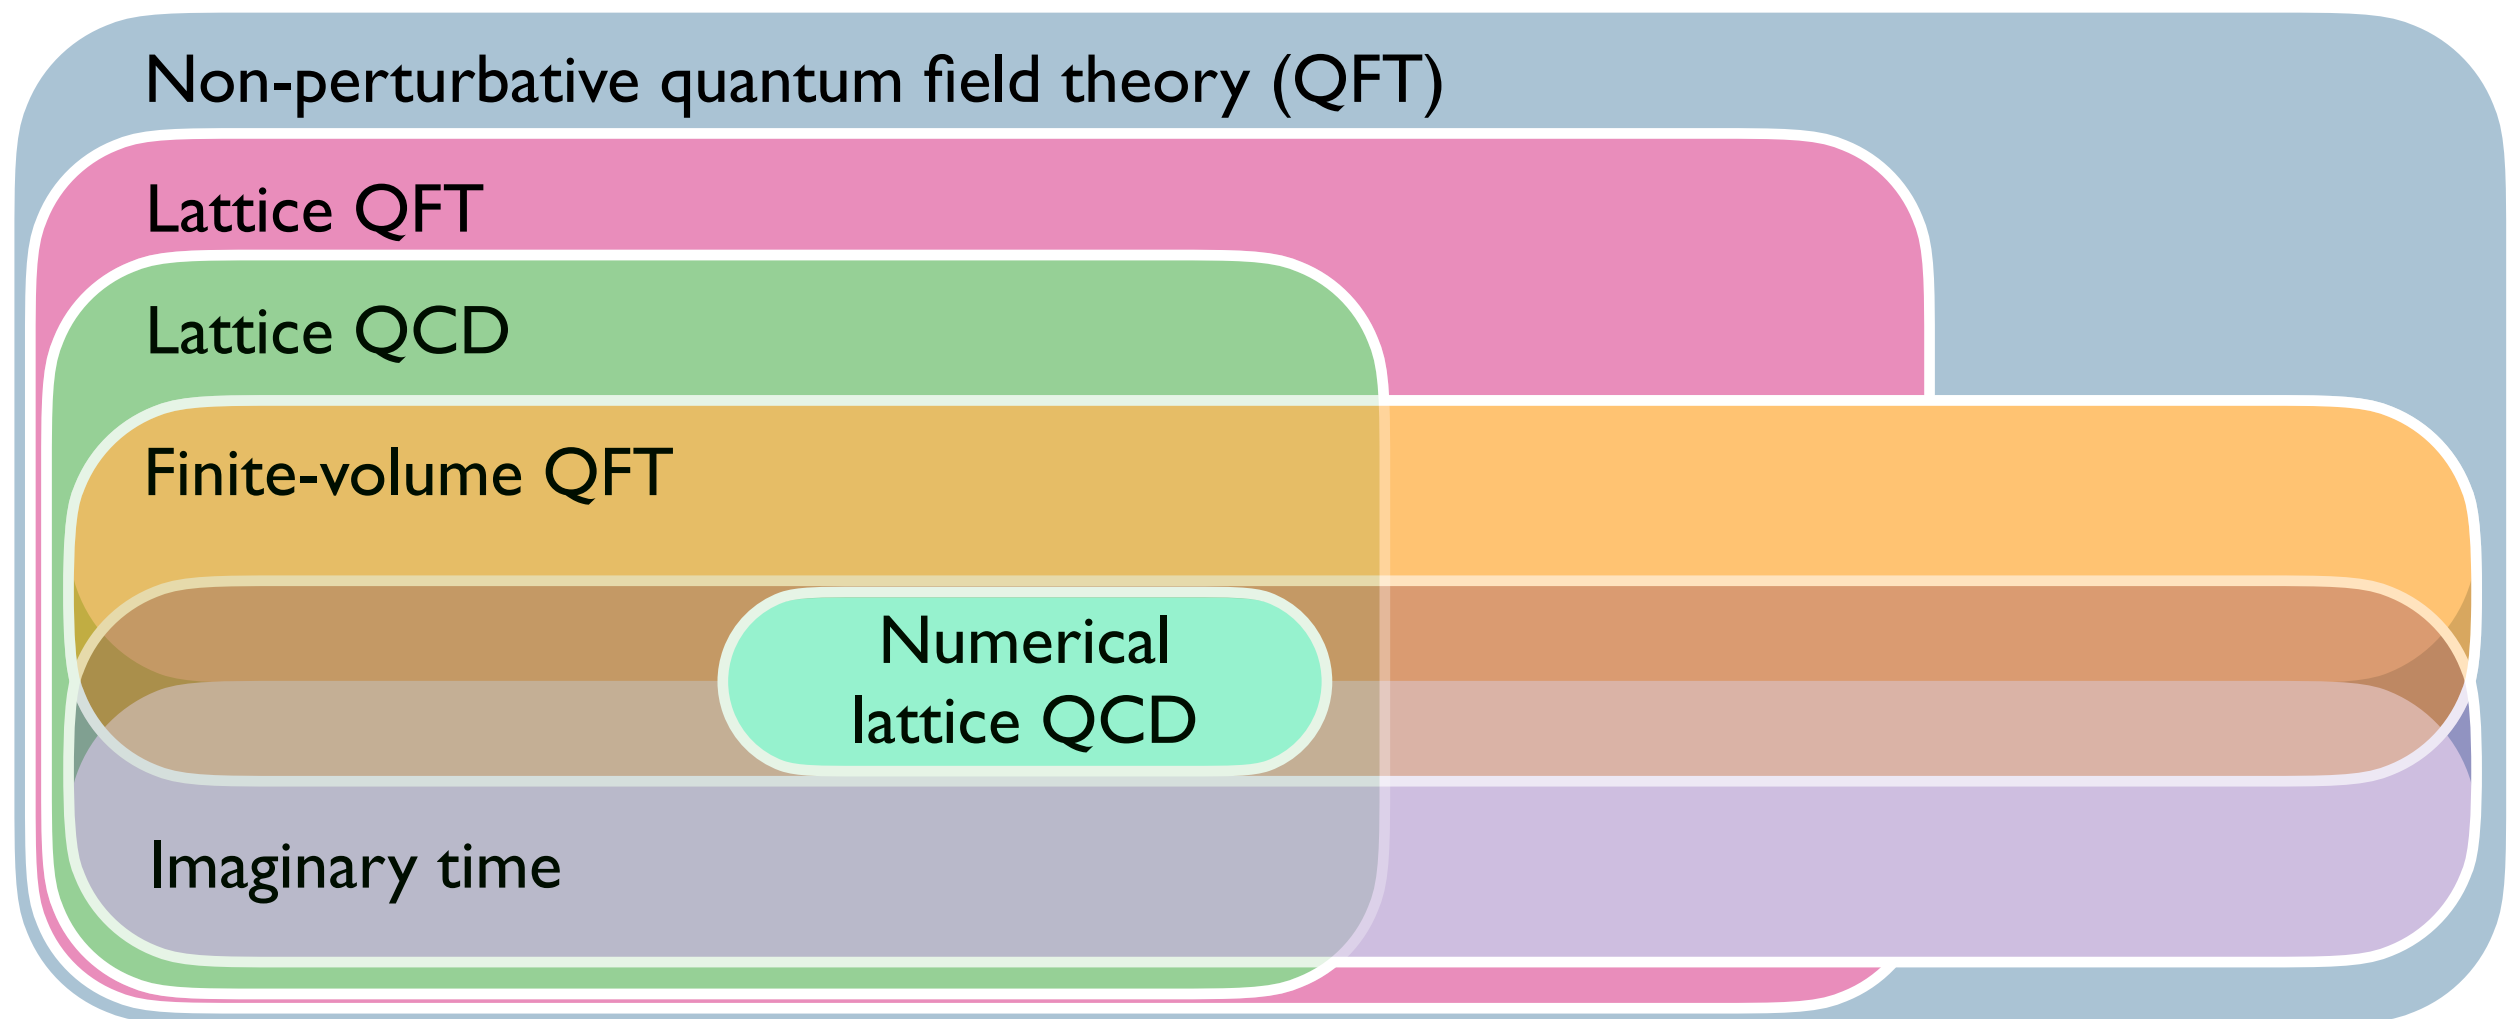 Non-perturbative quantum field theory (QFT)
Lattice QFT
Lattice QCD
Finite-volume QFT
Numerical
lattice QCD
Imaginary time